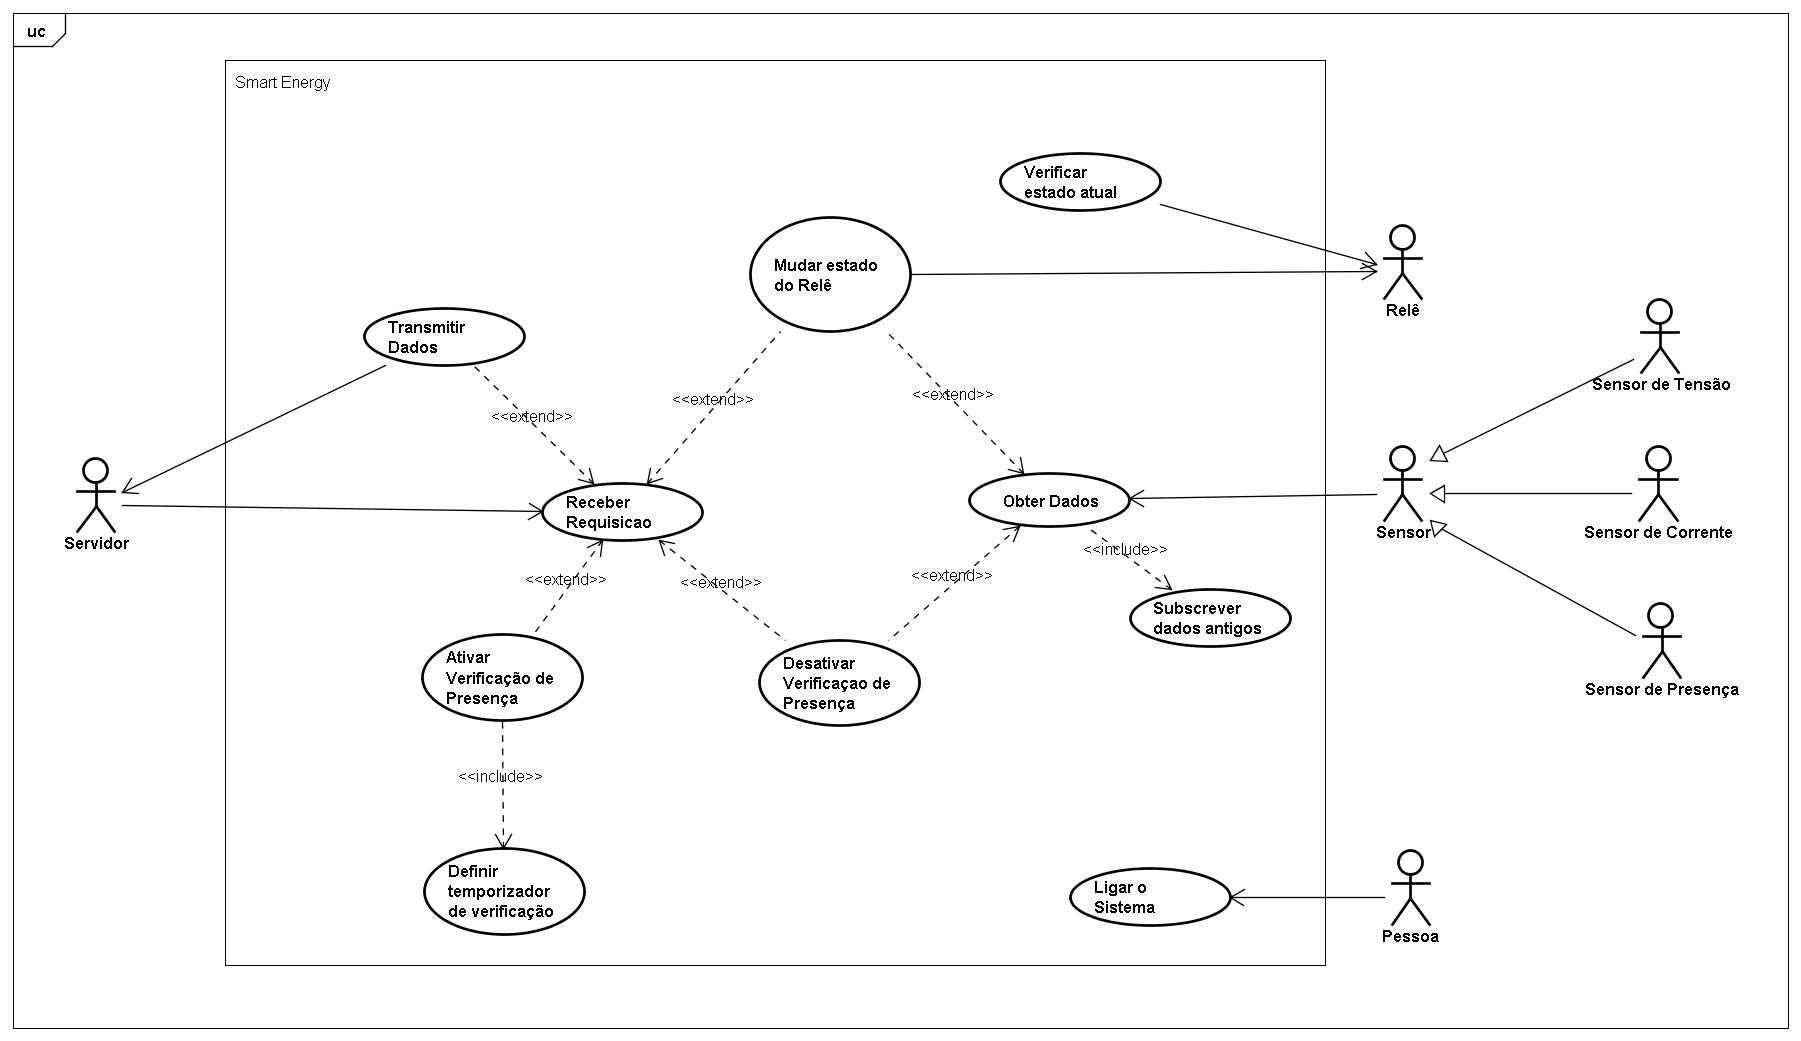 uc
Smart Energy
Verificar
estado atual
Mudar estado
do Relê
Relê
Transmitir
Dados
Sensor de Tensão
<<extend>>
<<extend>>
<<extend>>
Servidor
Receber
Requisicao
Obter Dados
Sensor
Sensor de Corrente
<<extend>>
<<extend>>
<<extend>>
<<include>>
Subscrever
dados antigos
Ativar
Verificação de
Presença
Desativar
Verificaçao de
Presença
Sensor de Presença
<<include>>
Definir
temporizador
de verificação
Ligar o
Sistema
Pessoa